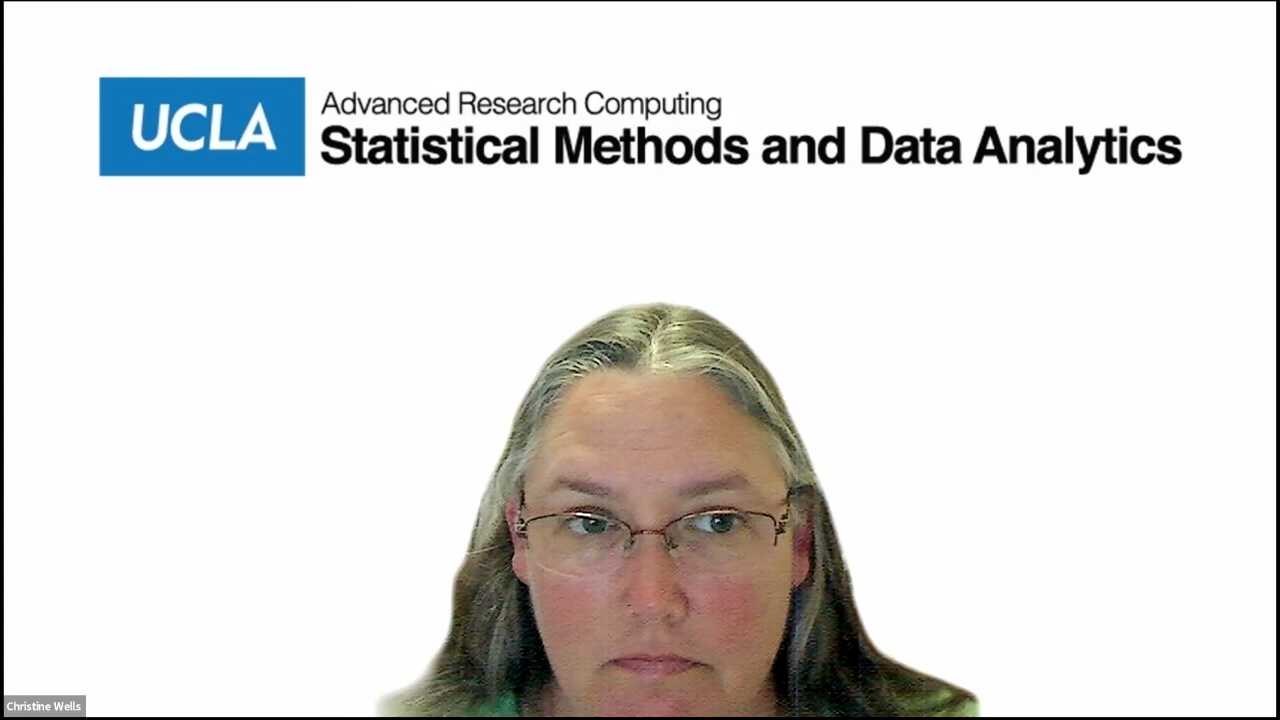 UCLA
Advanced Research Computing
Statistical Methods and Data Analytics
Christine Wells